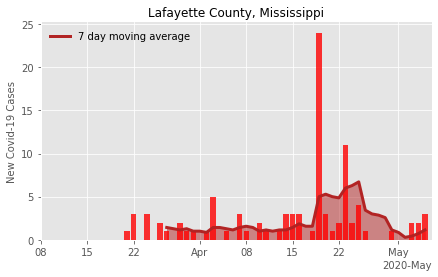 Lafayette County, Mississippi
25
20
15
10
5
0
New Covid-19 Cases
7 day moving average
08 15 22 Apr 08 15 22 May
2020-May